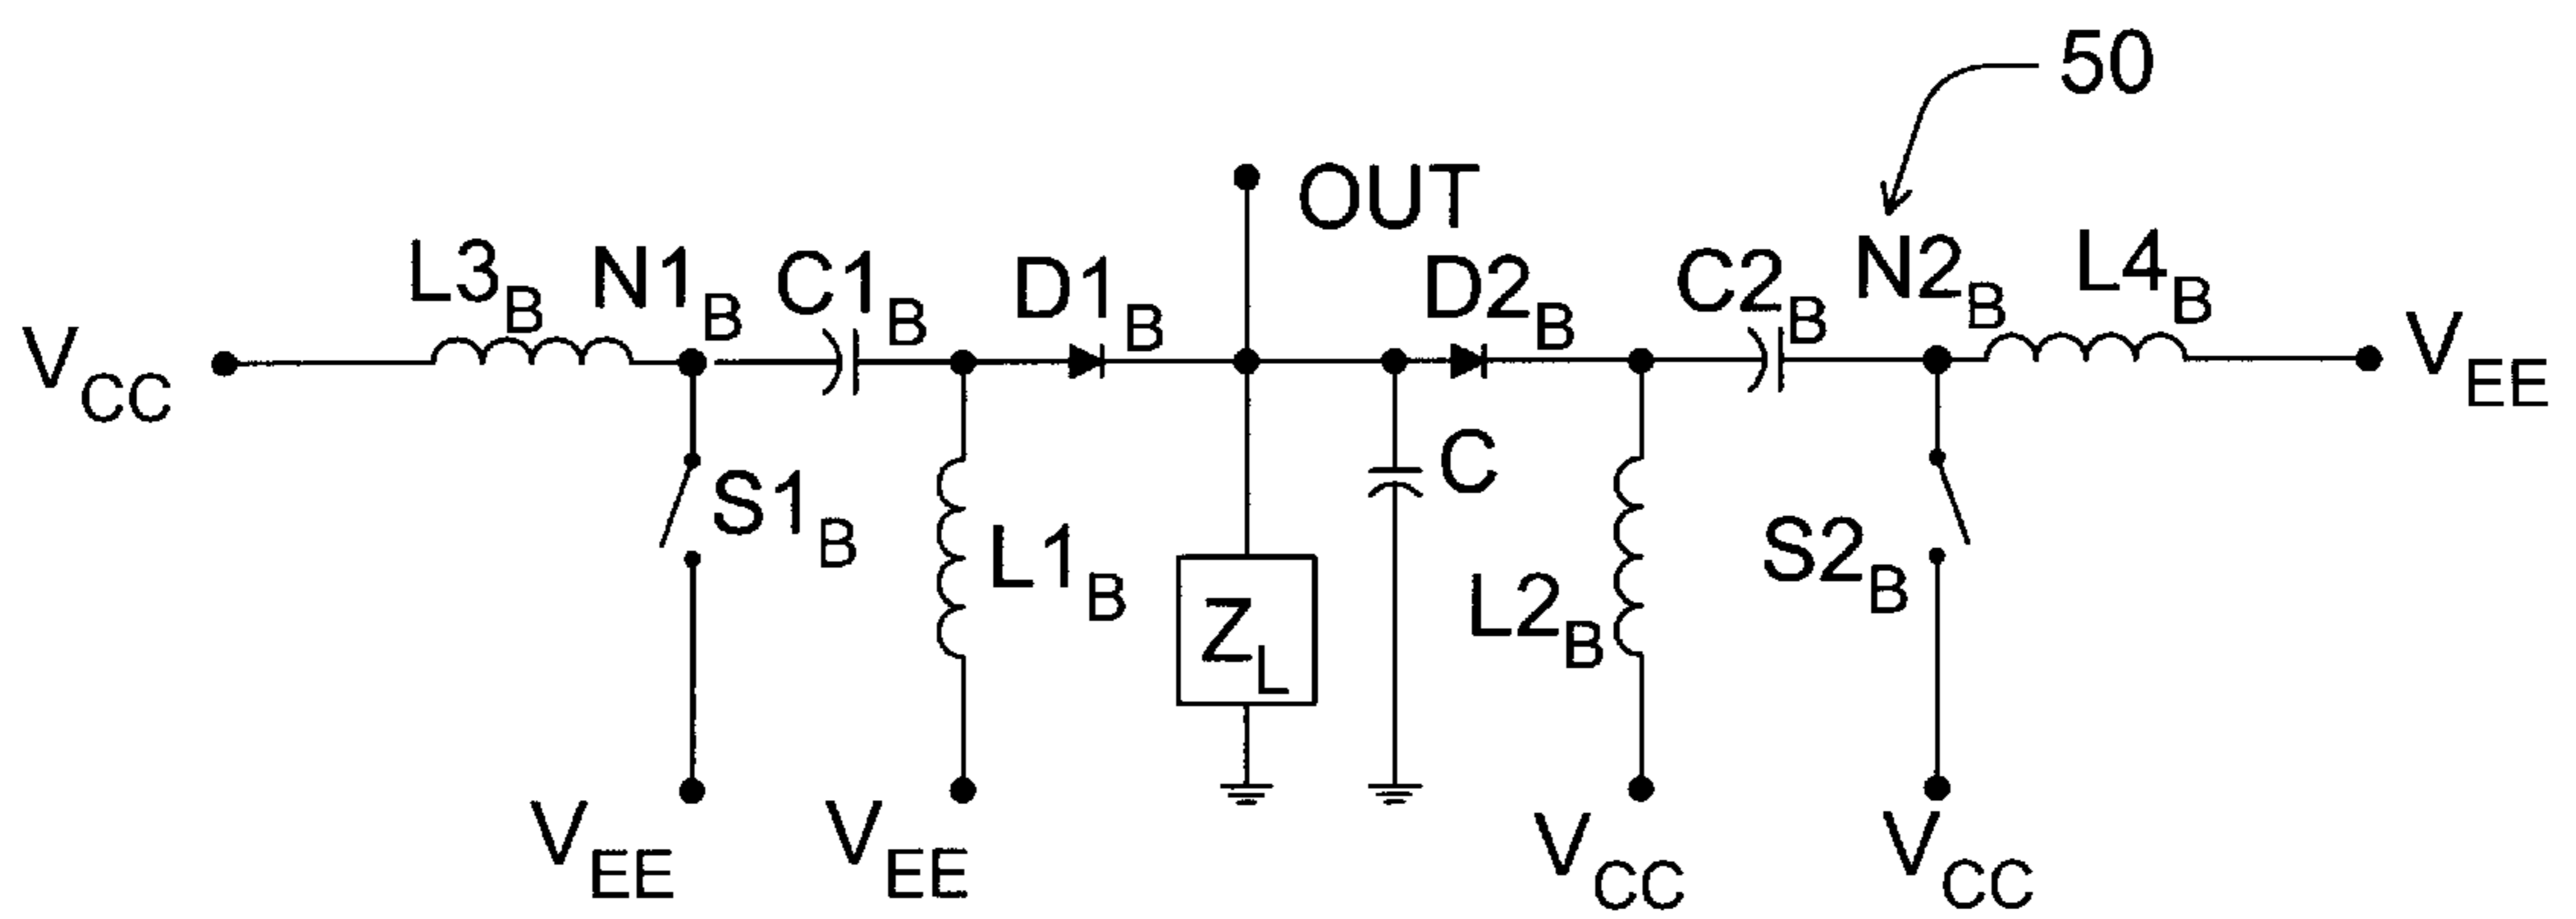 50
OUT
L3B
N1B
C1B
D1B
D2B
C2B
N2B
L4B
VCC
VEE
S1B
L1B
ZL
C
L2B
S2B
VEE
VEE
VCC
VCC